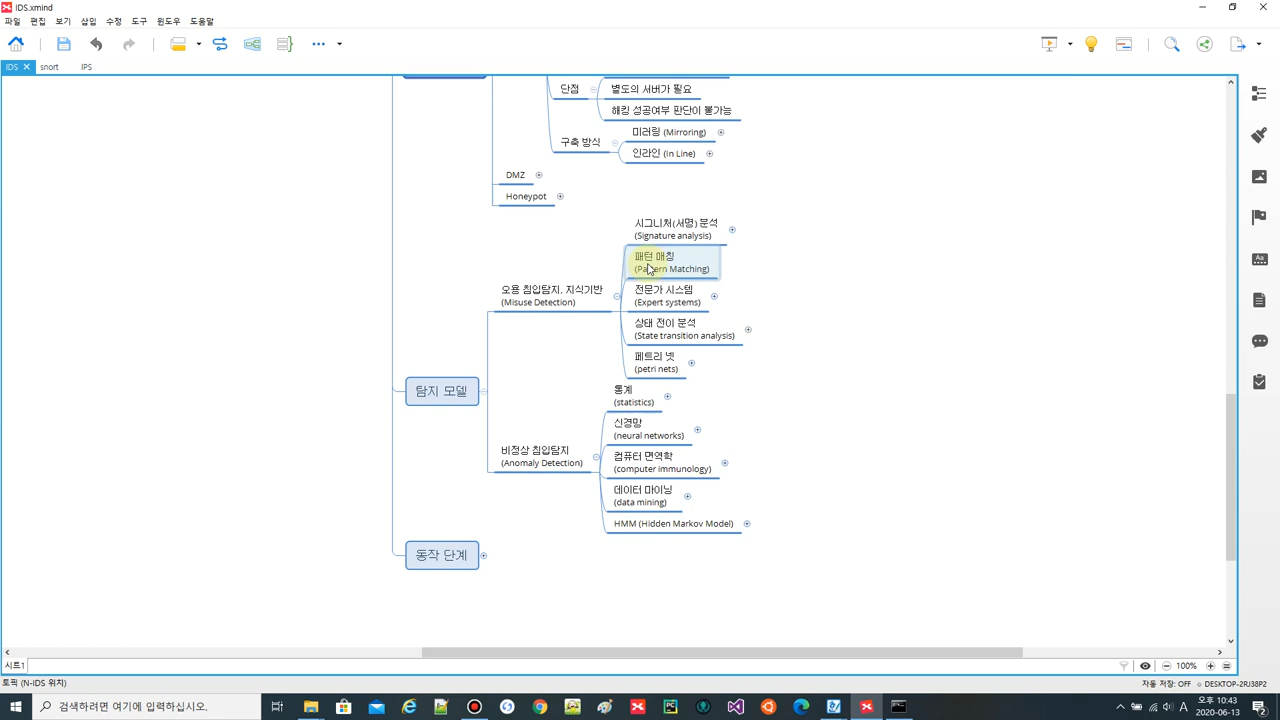 IDS.xmind
파일 편집 보기 삽입 수정 도구 윈도우 도움말
IDS snort IPS
단점
별도의 서버가 필요
해킹 성공여부 판단이 불가능
구축 방식
미러링 (Mirroring)
인라인 (In Line)
DMZ
Honeypot
시그니처(서명) 분석
(Signature analysis)
패턴 매칭
(Pattern Matching)
오용 침입탐지, 지식기반
(Misuse Detection)
전문가 시스템
(Expert systems)
상태 전이 분석
(State transition analysis)
페트리 넷
(petri nets)
탐지 모델
통계
(statistics)
신경망
(neural networks)
비정상 침입탐지
(Anomaly Detection)
컴퓨터 면역학
(computer immunology)
데이터 마이닝
(data mining)
HMM (Hidden Markov Model)
동작 단계
시트1
100%
토픽 (N-IDS 위치)
자동 저장: OFF
DESKTOP-2RJ38P2
검색하려면 여기에 입력하십시오.
A
오후 10:43
2020-06-13
2